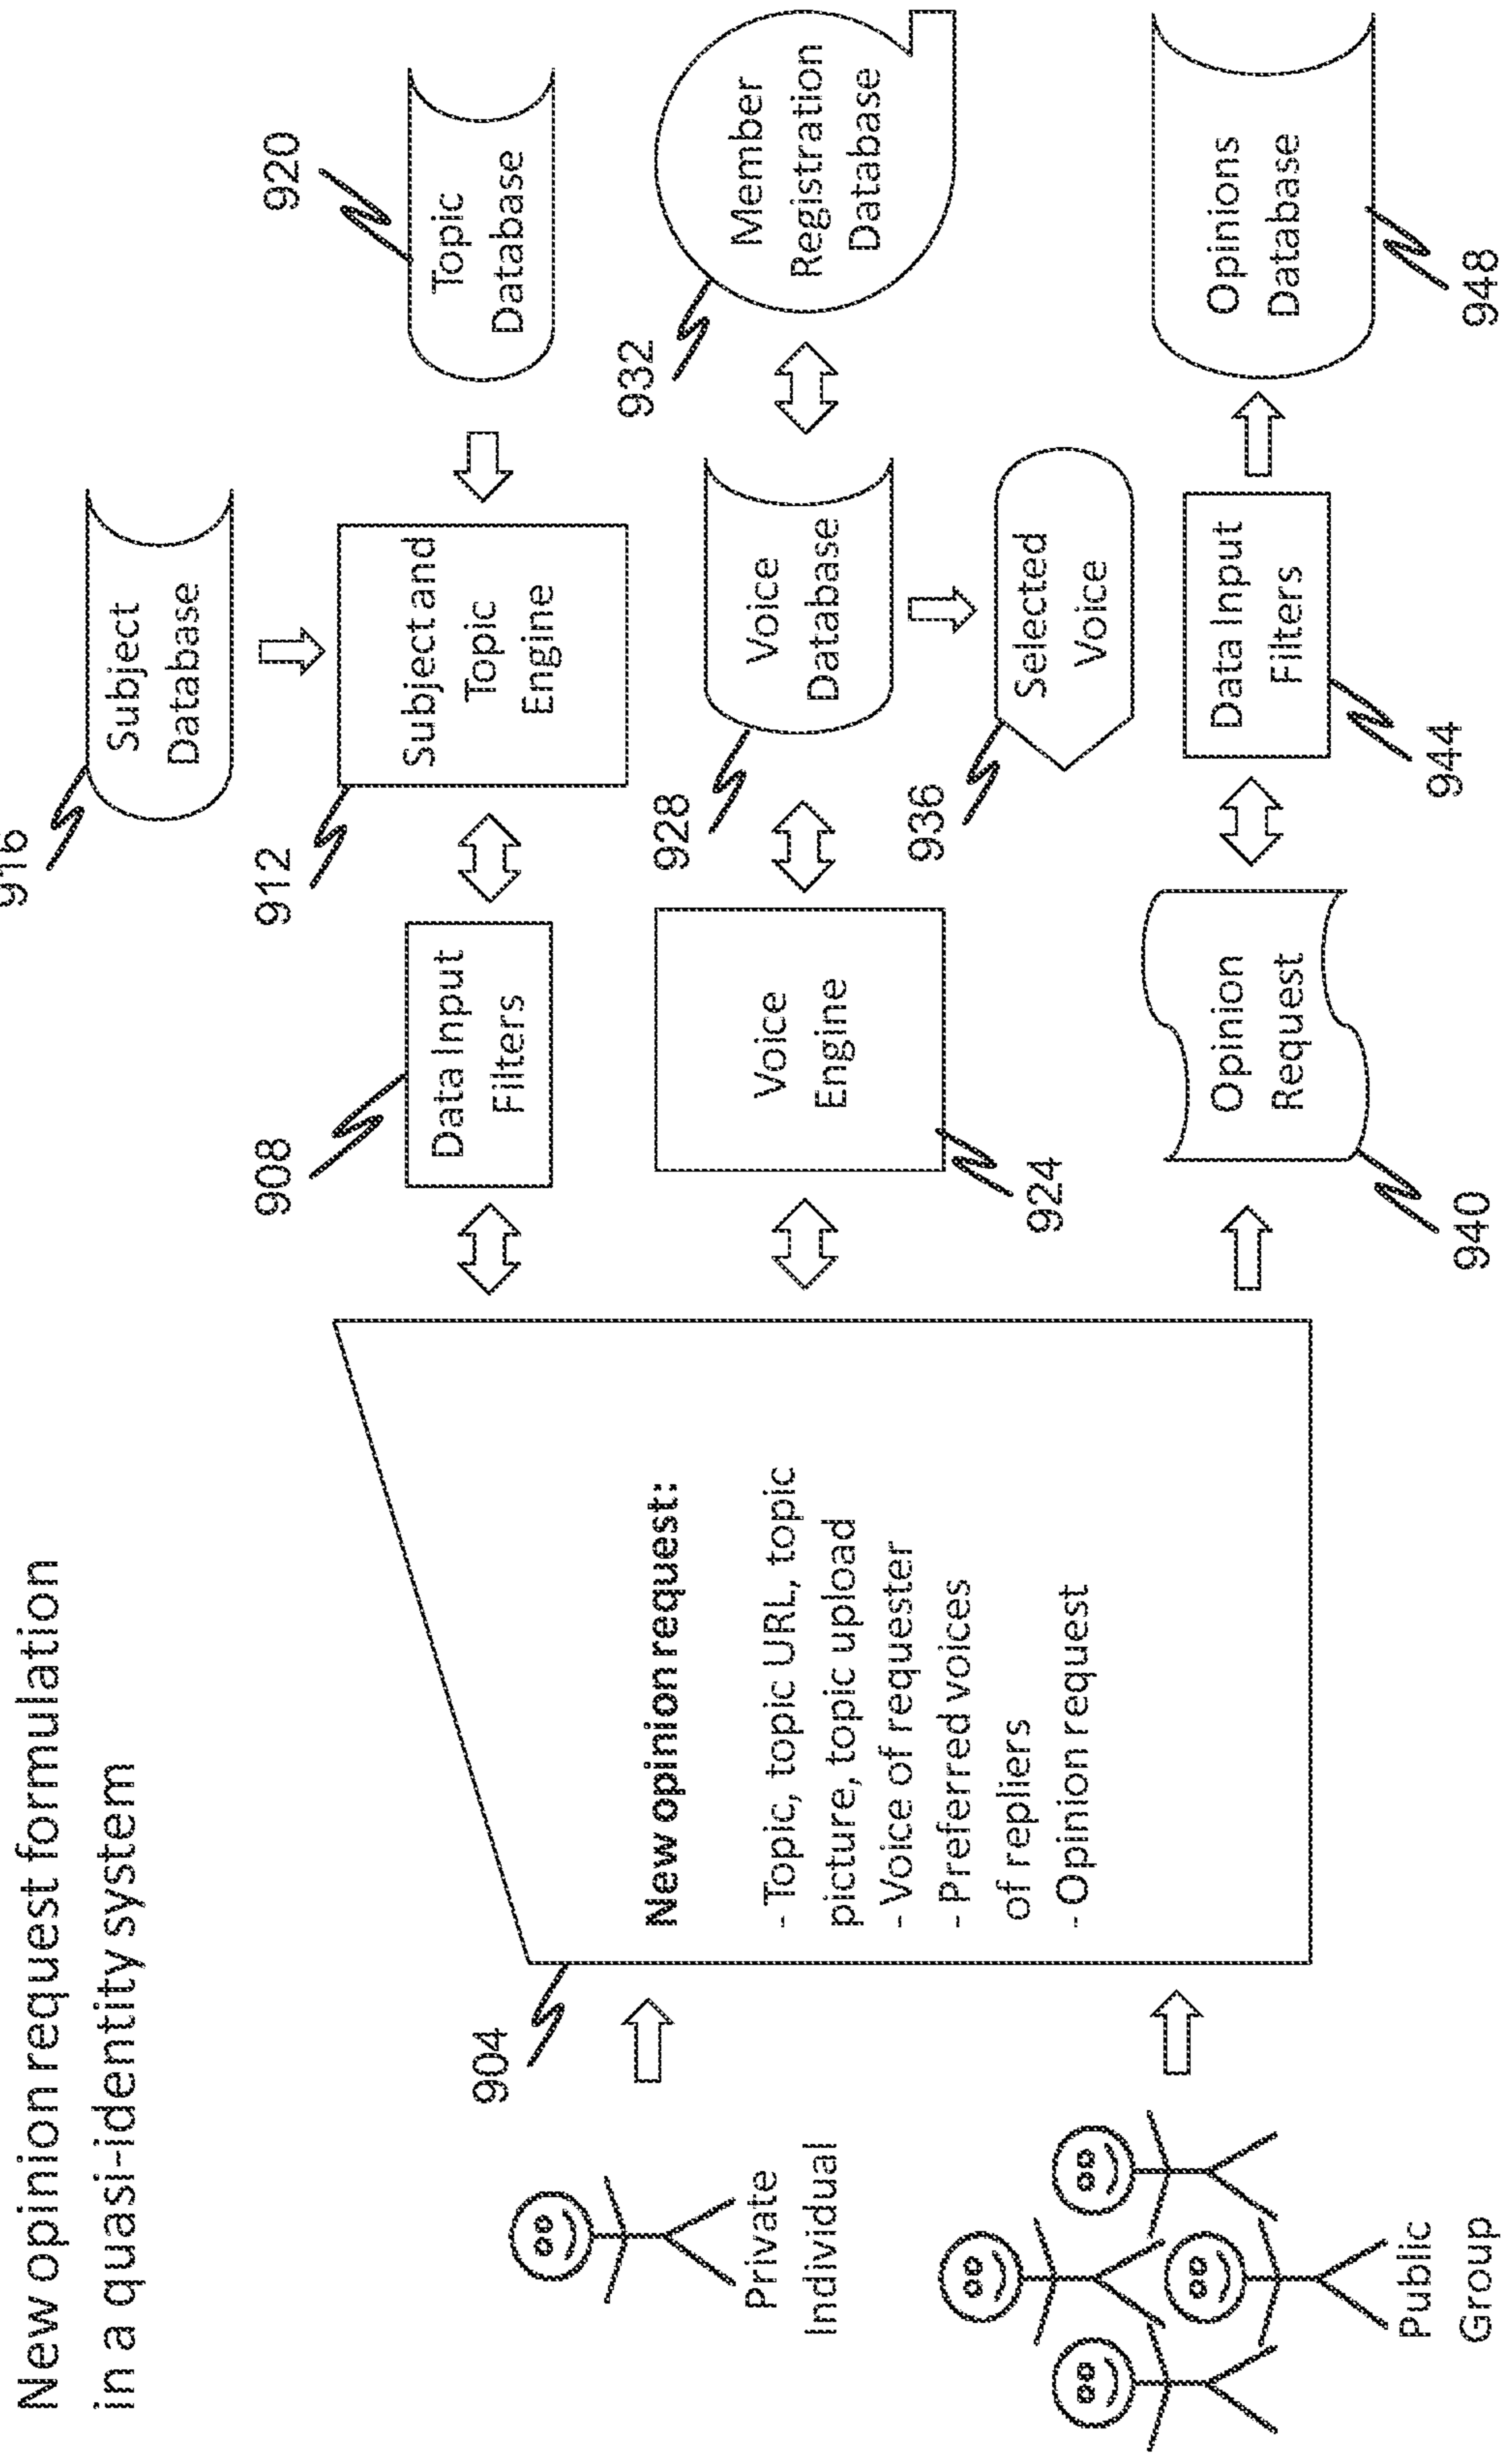 New opinion request formulation
in a quasi-identity system
916
Subject
Database
920
Topic
Database
912
Subject and
Topic
Engine
908
Data Input
Filters
904
New opinion request:
- Topic, topic URL, topic
picture, topic upload
- Voice of requester
- Preferred voices
of repliers
- Opinion request
Private
Individual
Public
Group
924
Voice
Engine
928
Voice
Database
932
Member
Registration
Database
936
Selected
Voice
940
Opinion
Request
944
Data Input
Filters
948
Opinions
Database